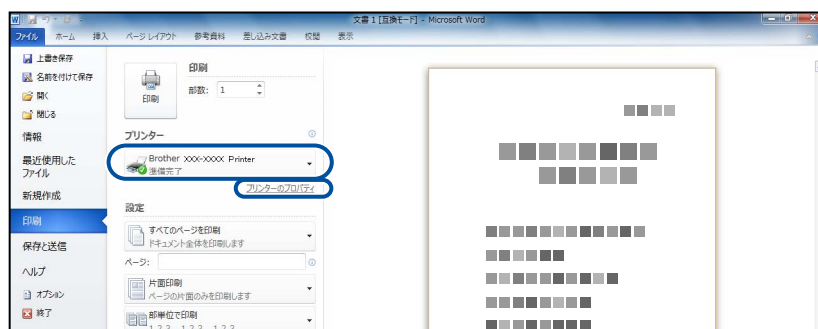 文書 1 [互換モード] - Microsoft Word
ファイル ホーム 挿入 ページ レイアウト 参考資料 差し込み文書 校閲 表示
上書き保存
名前を付けて保存
開く
閉じる
情報
最近使用した
ファイル
新規作成
印刷
保存と送信
ヘルプ
オプション
終了
印刷
印刷
部数: 1
プリンター
Brother XXX-XXXX Printer
準備完了
プリンターのプロパティ
設定
すべてのページを印刷
ドキュメント全体を印刷します
ページ:
片面印刷
ページの片面のみを印刷します
部単位で印刷
1,2,3 1,2,3 1,2,3